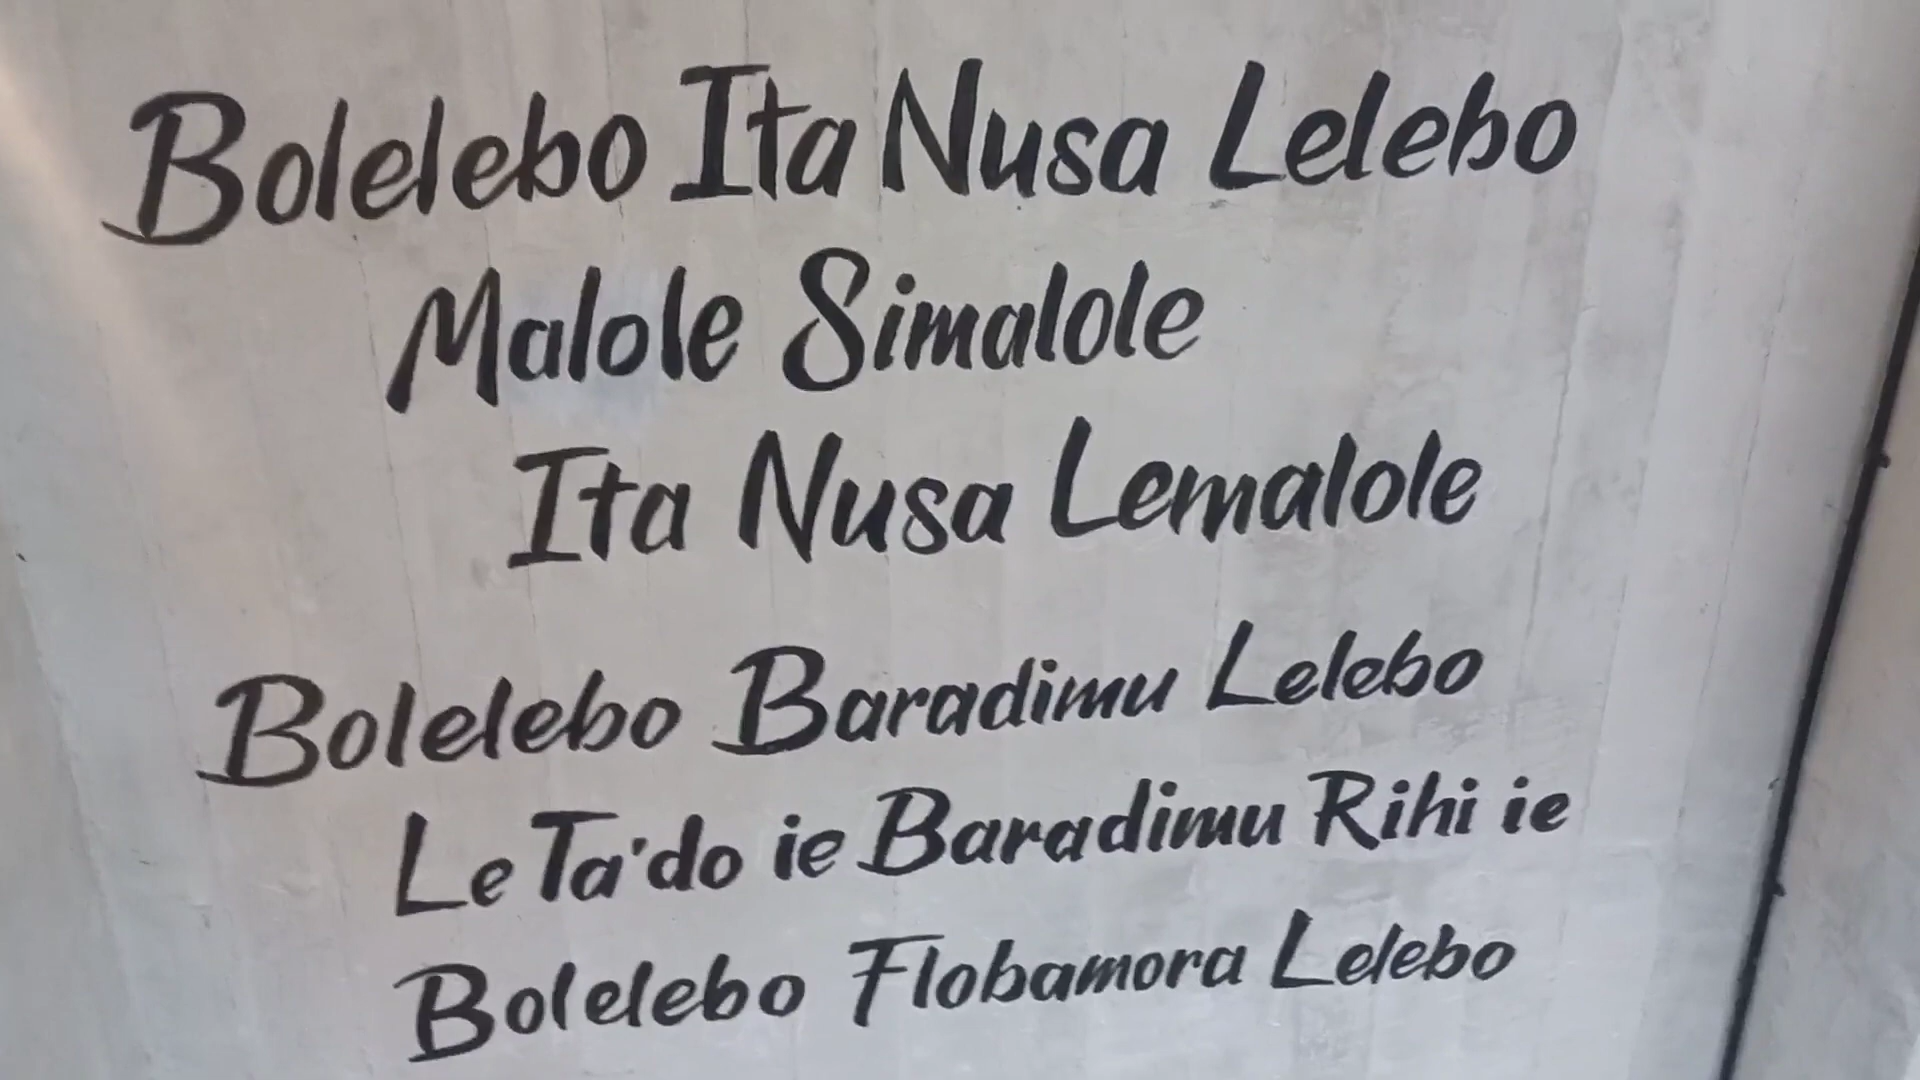 Bolelebo Ita Nusa Lelebo
Malole Simalole
Ita Nusa Lemalole
Bolelebo Baradimu Lelebo
Le Ta'do ie Baradimu Rihi ie
Bolelebo Flobamora Lelebo